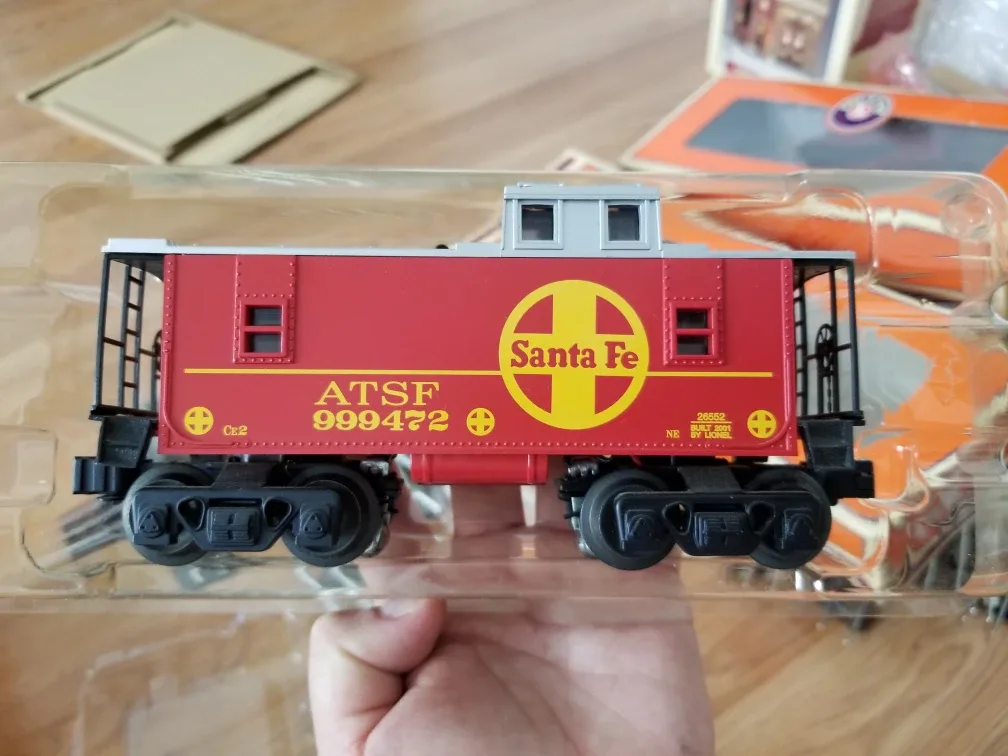 Santa Fe
ATSF
999472
CE2
NE
26552
BUILT 2001
BY LIONEL